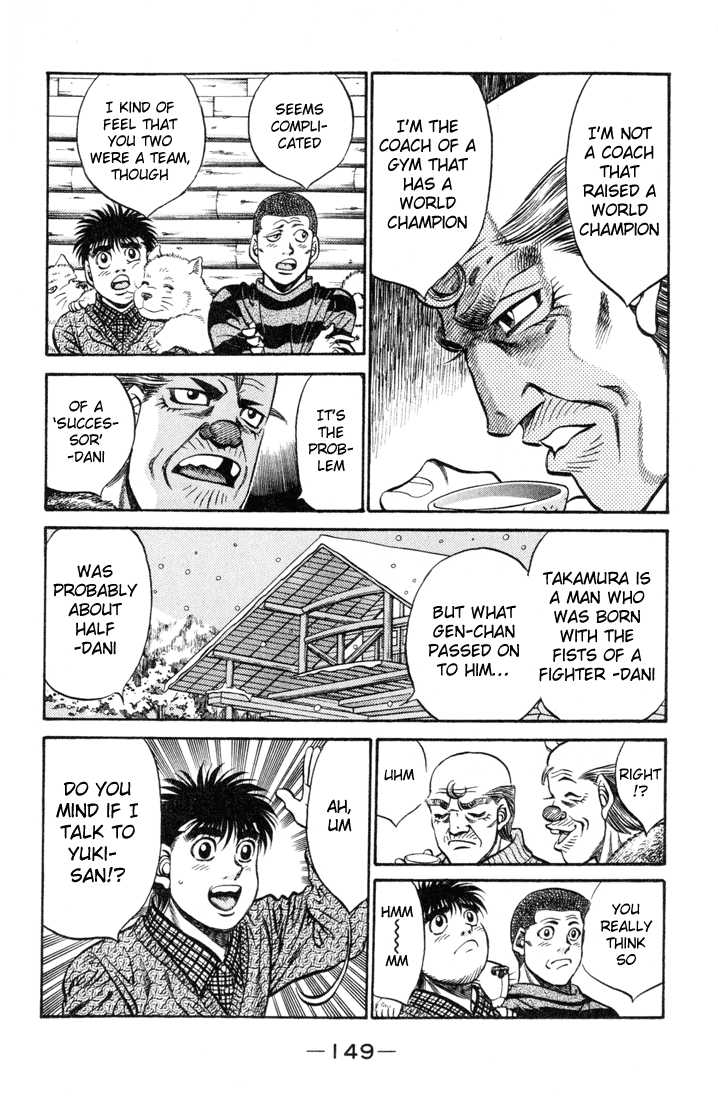 I'M NOT
A COACH
THAT
RAISED A
WORLD
CHAMPION
I'M THE
COACH OF A
GYM THAT
HAS A
WORLD
CHAMPION
SEEMS
COMPLI-
CATED
I KIND OF
FEEL THAT
YOU TWO
WERE A TEAM,
THOUGH
IT'S
THE
PROB-
LEM
OF A
'SUCCES-
SOR'
-DANI
TAKAMURA IS
A MAN WHO
WAS BORN
WITH THE
FISTS OF A
FIGHTER -DANI
BUT WHAT
GEN-CHAN
PASSED ON
TO HIM...
WAS
PROBABLY
ABOUT
HALF
-DANI
RIGHT
!?
UHM
YOU
REALLY
THINK
SO
HMM
MM
AH,
UM
DO YOU
MIND IF I
TALK TO
YUKI-
SAN!?
—149—